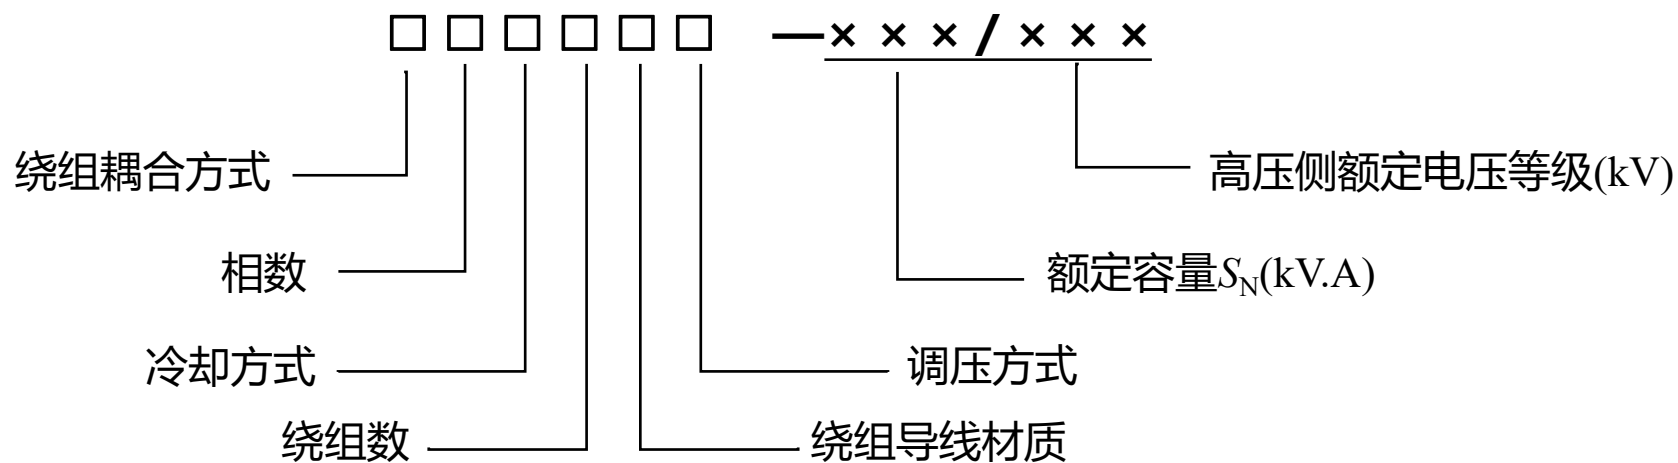 □□□□□□ —×××/×××
绕组耦合方式
高压侧额定电压等级(kV)
相数
额定容量SN(kV.A)
冷却方式
调压方式
绕组数
绕组导线材质